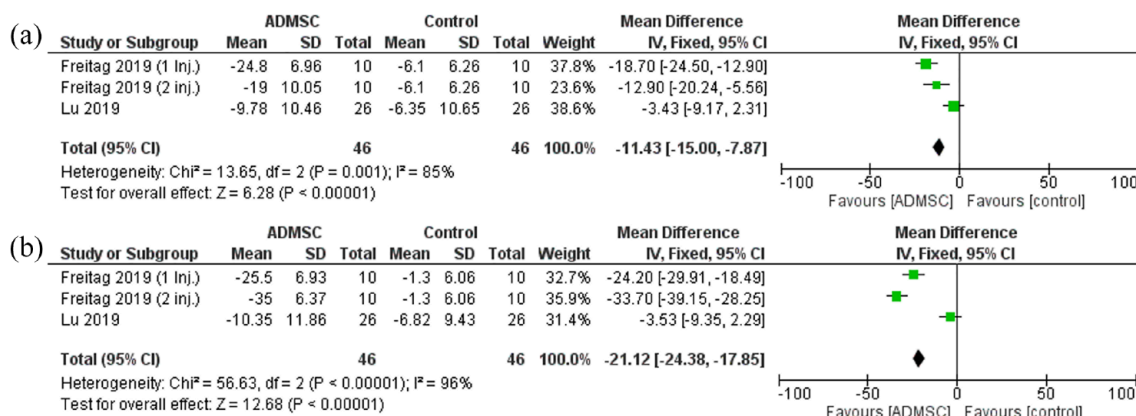 (a)
ADMSC Control Mean Difference Mean Difference
Study or Subgroup Mean SD Total Mean SD Total Weight IV, Fixed, 95% CI IV, Fixed, 95% CI
Freitag 2019 (1 Inj.) -24.8 6.96 10 -6.1 6.26 10 37.8% -18.70 [-24.50, -12.90]
Freitag 2019 (2 inj.) -19 10.05 10 -6.1 6.26 10 23.6% -12.90 [-20.24, -5.56]
Lu 2019 -9.78 10.46 26 -6.35 10.65 26 38.6% -3.43 [-9.17, 2.31]
Total (95% CI) 46 46 100.0% -11.43 [-15.00, -7.87]
Heterogeneity: Chi² = 13.65, df = 2 (P = 0.001); I² = 85%
Test for overall effect: Z = 6.28 (P < 0.00001)
-100 -50 0 50 100
Favours [ADMSC] Favours [control]
(b)
ADMSC Control Mean Difference Mean Difference
Study or Subgroup Mean SD Total Mean SD Total Weight IV, Fixed, 95% CI IV, Fixed, 95% CI
Freitag 2019 (1 Inj.) -25.5 6.93 10 -1.3 6.06 10 32.7% -24.20 [-29.91, -18.49]
Freitag 2019 (2 inj.) -35 6.37 10 -1.3 6.06 10 35.9% -33.70 [-39.15, -28.25]
Lu 2019 -10.35 11.86 26 -6.82 9.43 26 31.4% -3.53 [-9.35, 2.29]
Total (95% CI) 46 46 100.0% -21.12 [-24.38, -17.85]
Heterogeneity: Chi² = 56.63, df = 2 (P < 0.00001); I² = 96%
Test for overall effect: Z = 12.68 (P < 0.00001)
-100 -50 0 50 100
Favours [ADMSC] Favours [control]